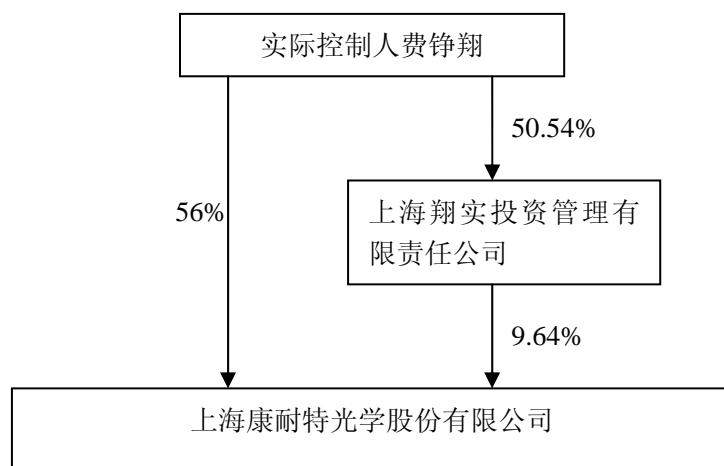 实际控制人费铮翔
50.54%
56%
上海翔实投资管理有
限责任公司
9.64%
上海康耐特光学股份有限公司